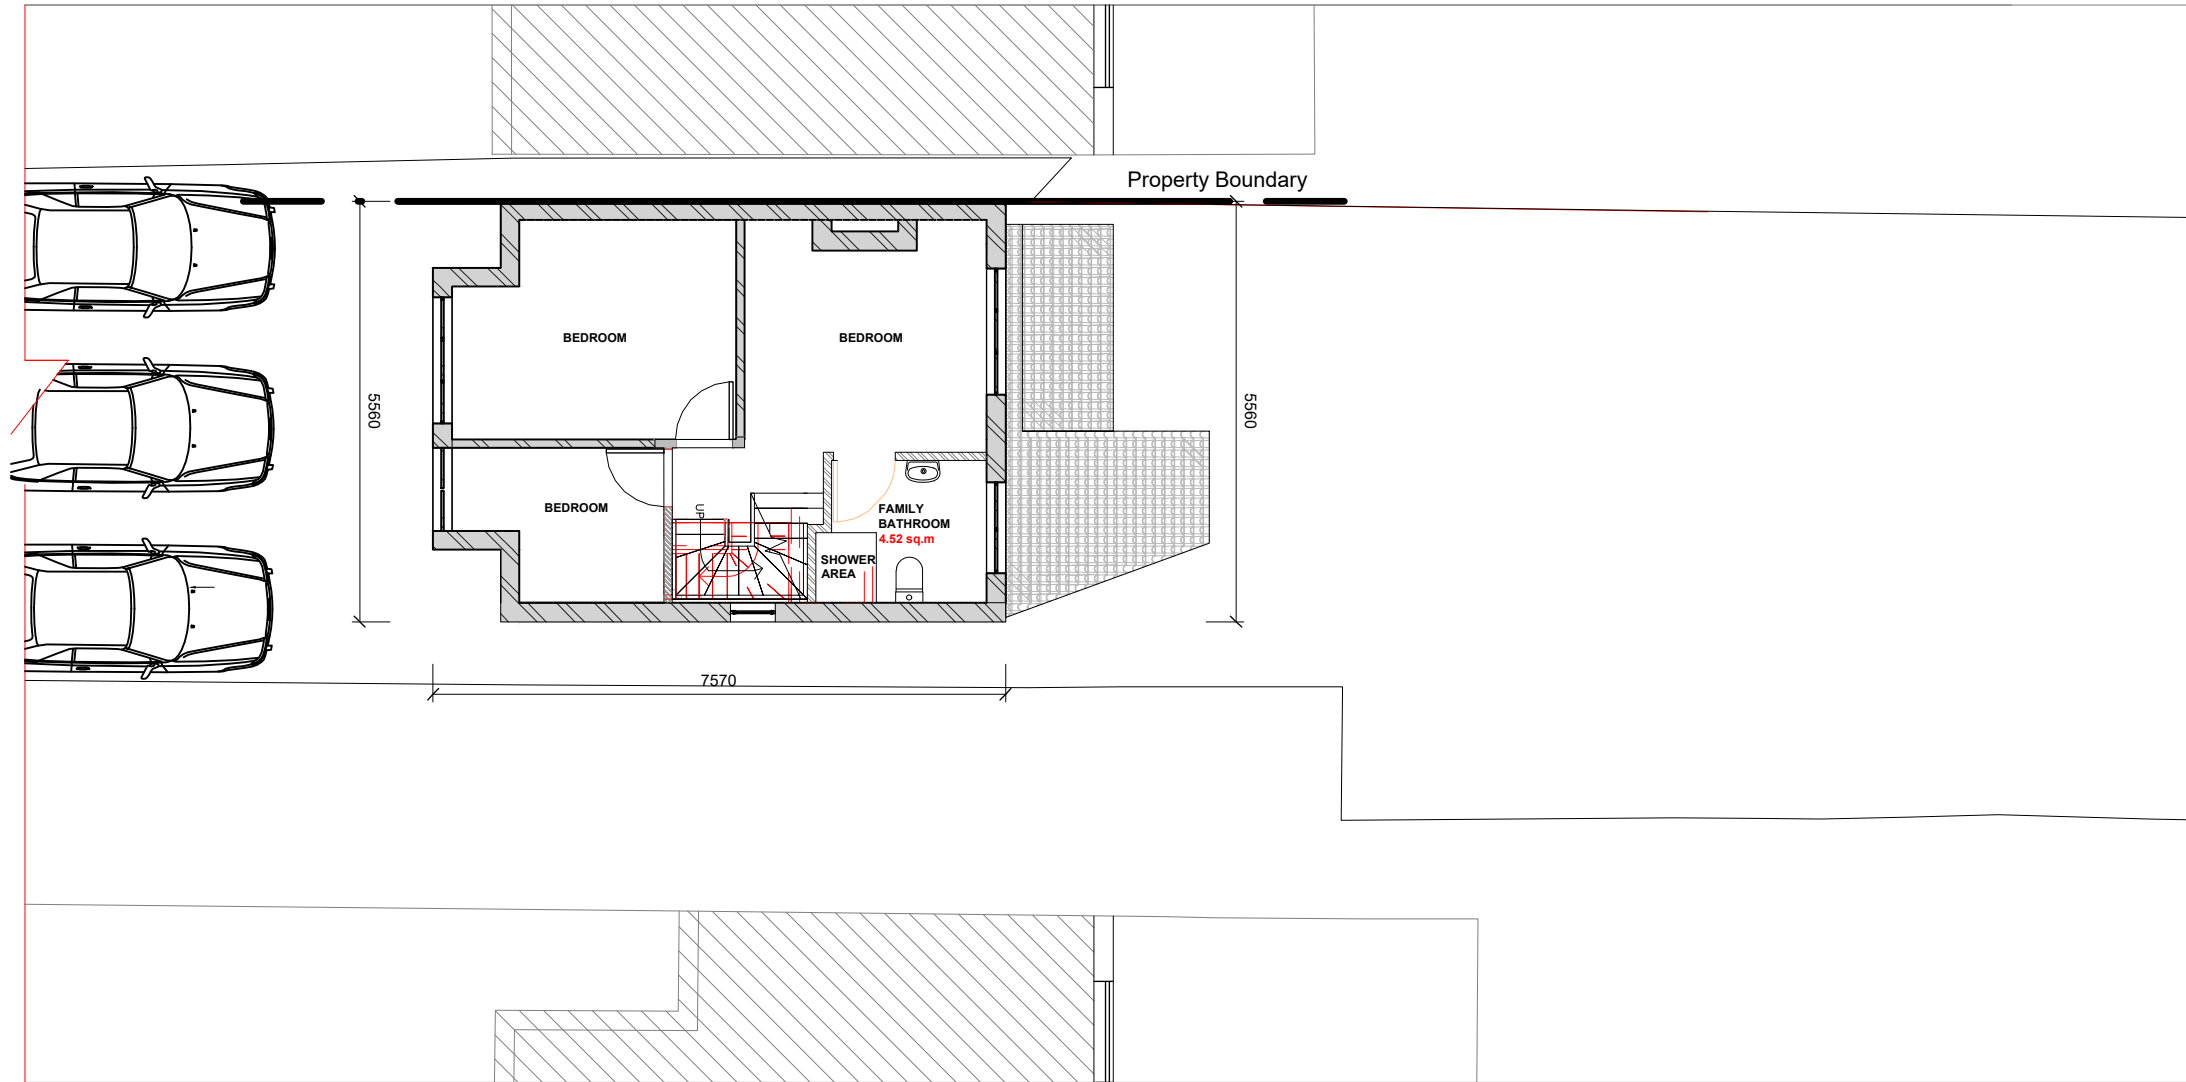 Property Boundary
BEDROOM
BEDROOM
5560
5560
BEDROOM
UP
FAMILY
BATHROOM
4.52 sq.m
SHOWER
AREA
7570